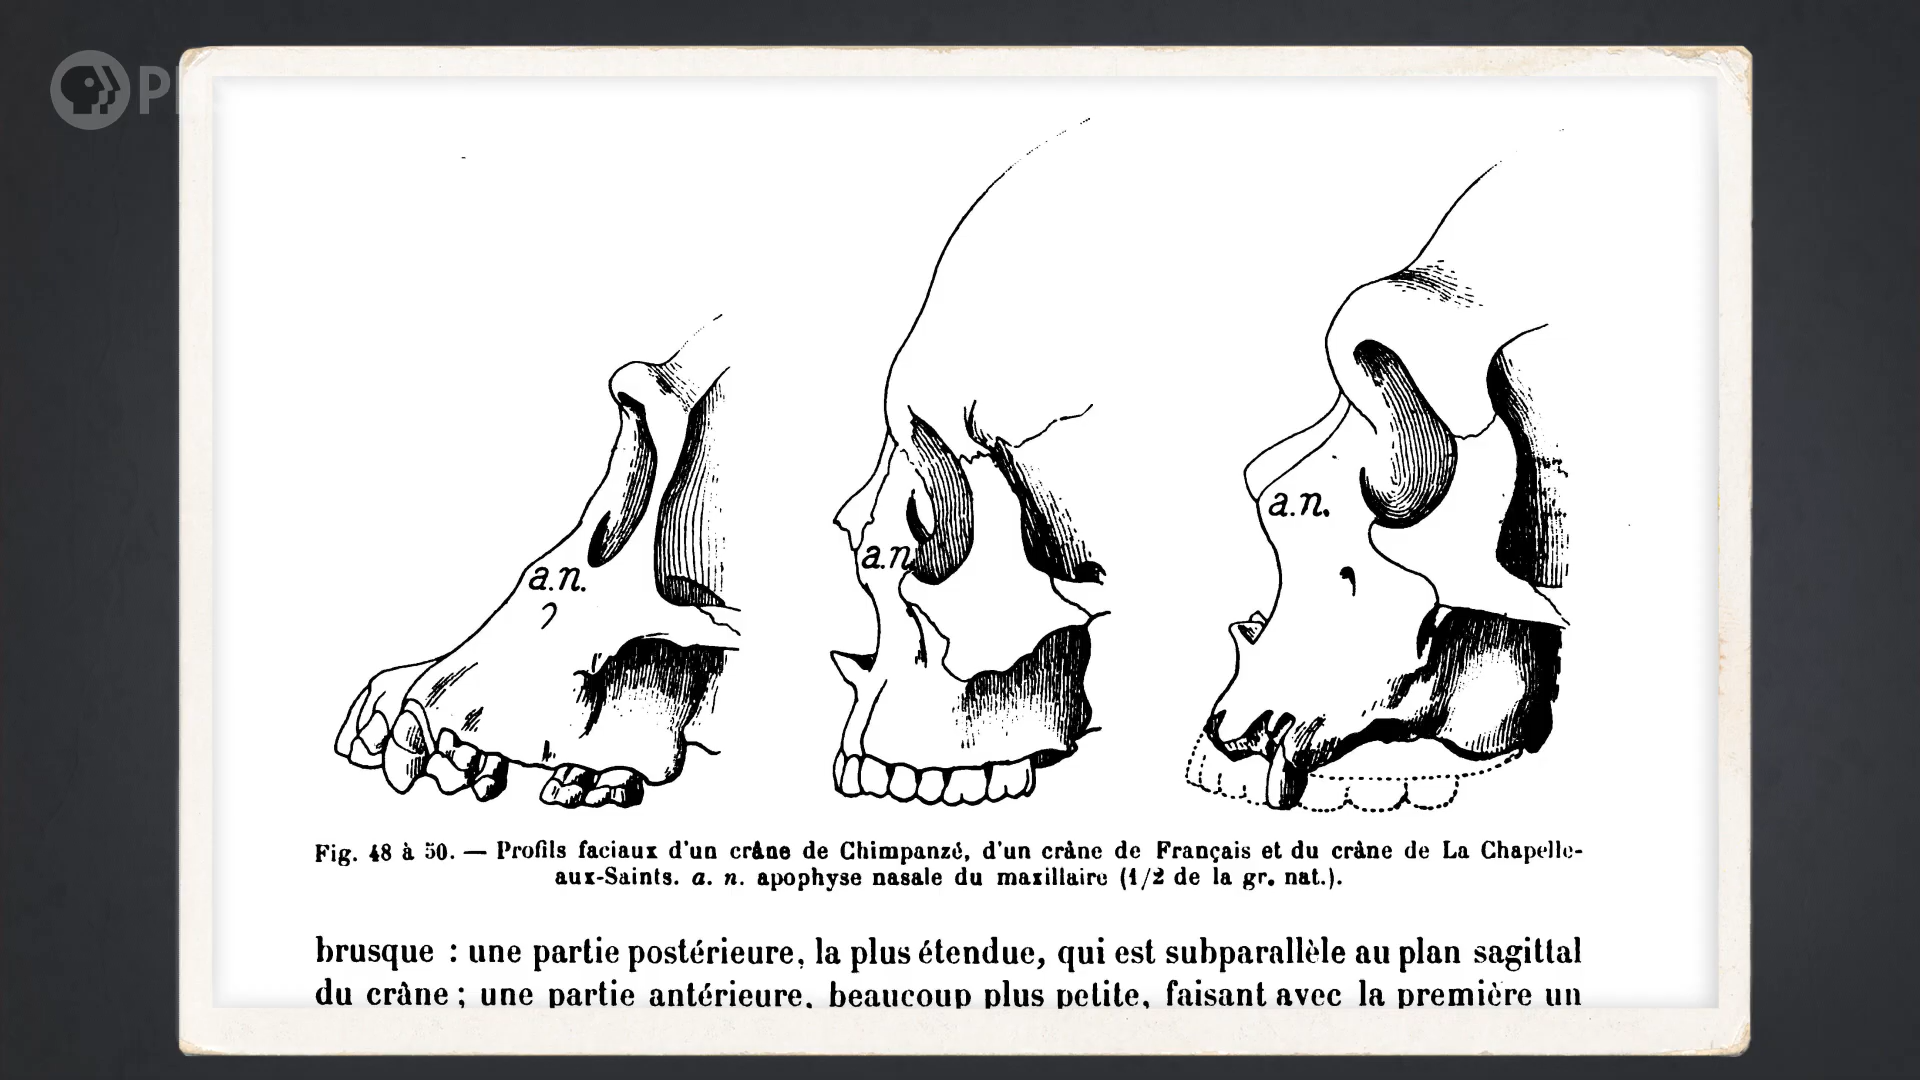 P
a.n.
a.n
a.n.
Fig. 48 à 50. — Profils faciaux d'un crâne de Chimpanzé, d'un crâne de Français et du crâne de La Chapelle-
aux-Saints. a. n. apophyse nasale du maxillaire (1/2 de la gr. nat.).
brusque : une partie postérieure, la plus étendue, qui est subparallèle au plan sagittal
du crâne ; une partie antérieure, beaucoup plus petite, faisant avec la première un